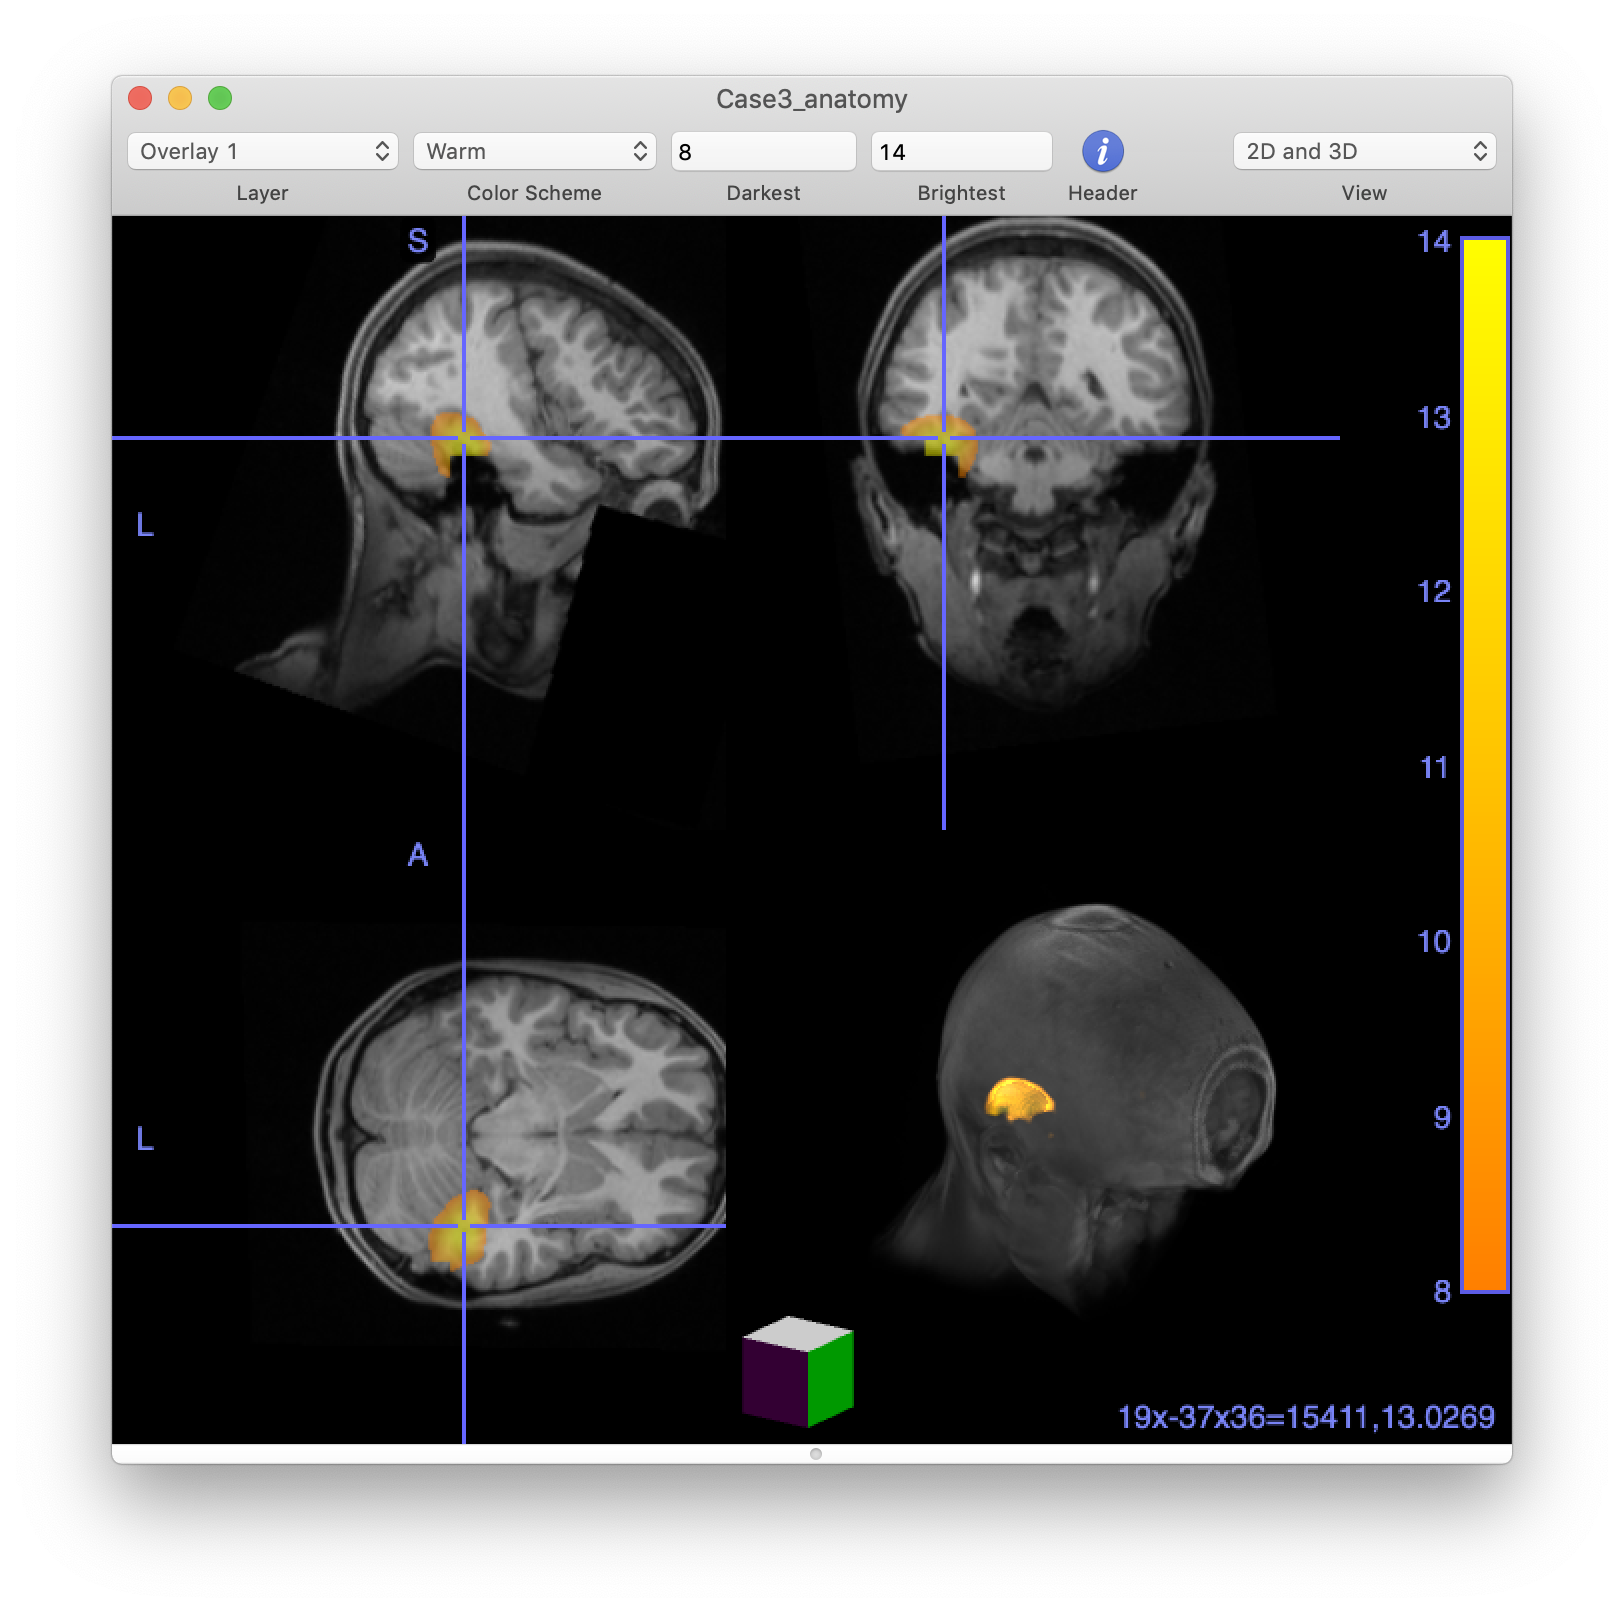 Case3_anatomy
Overlay 1 Warm 8 14 i 2D and 3D
Layer Color Scheme Darkest Brightest Header View
S
14
13
L
12
11
A
10
9
L
8
19x-37x36=15411,13.0269